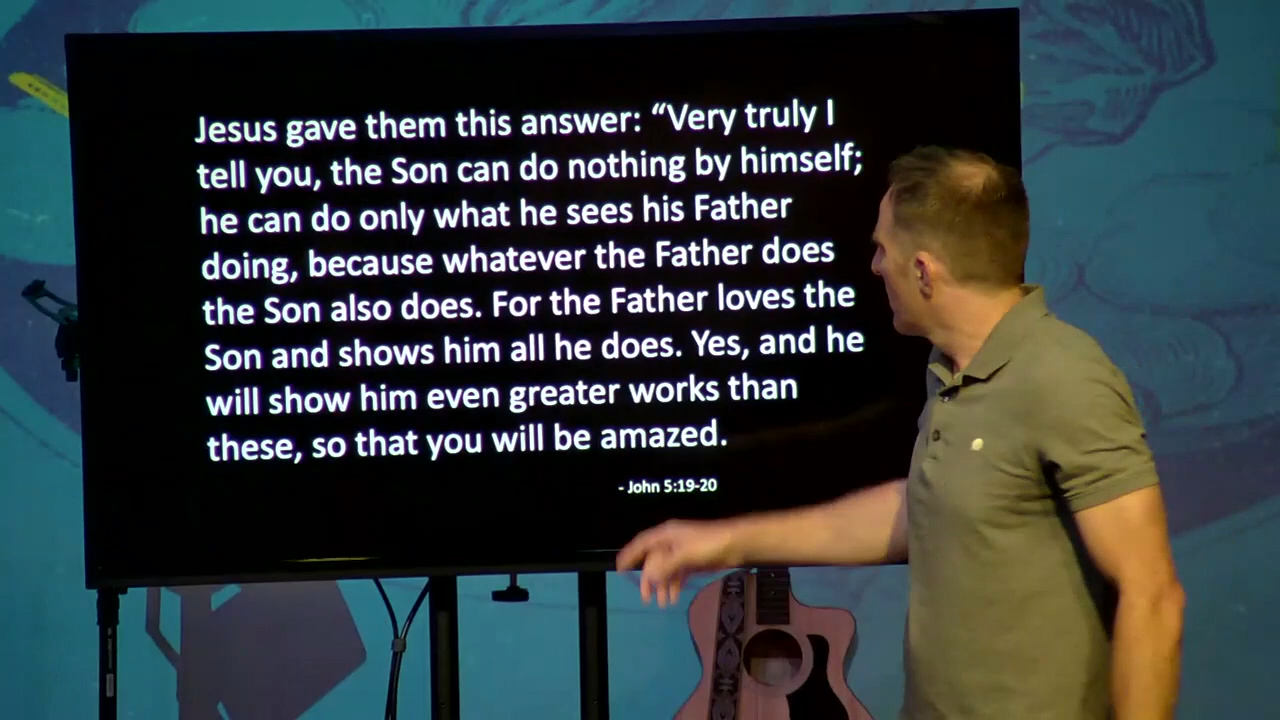 Jesus gave them this answer: “Very truly I
tell you, the Son can do nothing by himself;
he can do only what he sees his Father
doing, because whatever the Father does
the Son also does. For the Father loves the
Son and shows him all he does. Yes, and he
will show him even greater works than
these, so that you will be amazed.
- John 5:19-20